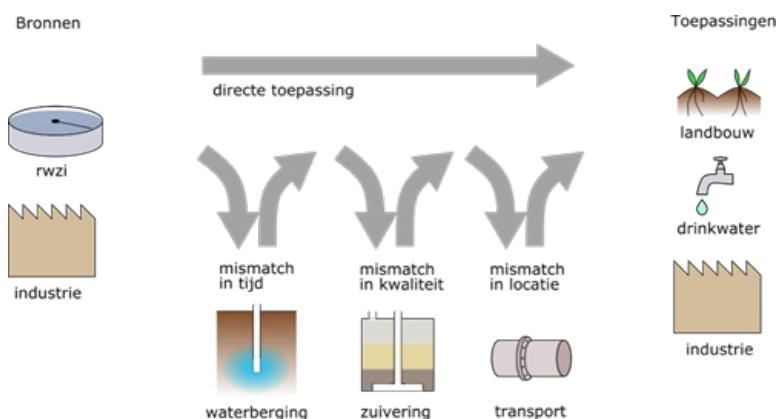 Bronnen
Toepassingen
directe toepassing
rwzi
industrie
mismatch
in tijd
mismatch
in kwaliteit
mismatch
in locatie
waterberging
zuivering
transport
landbouw
drinkwater
industrie